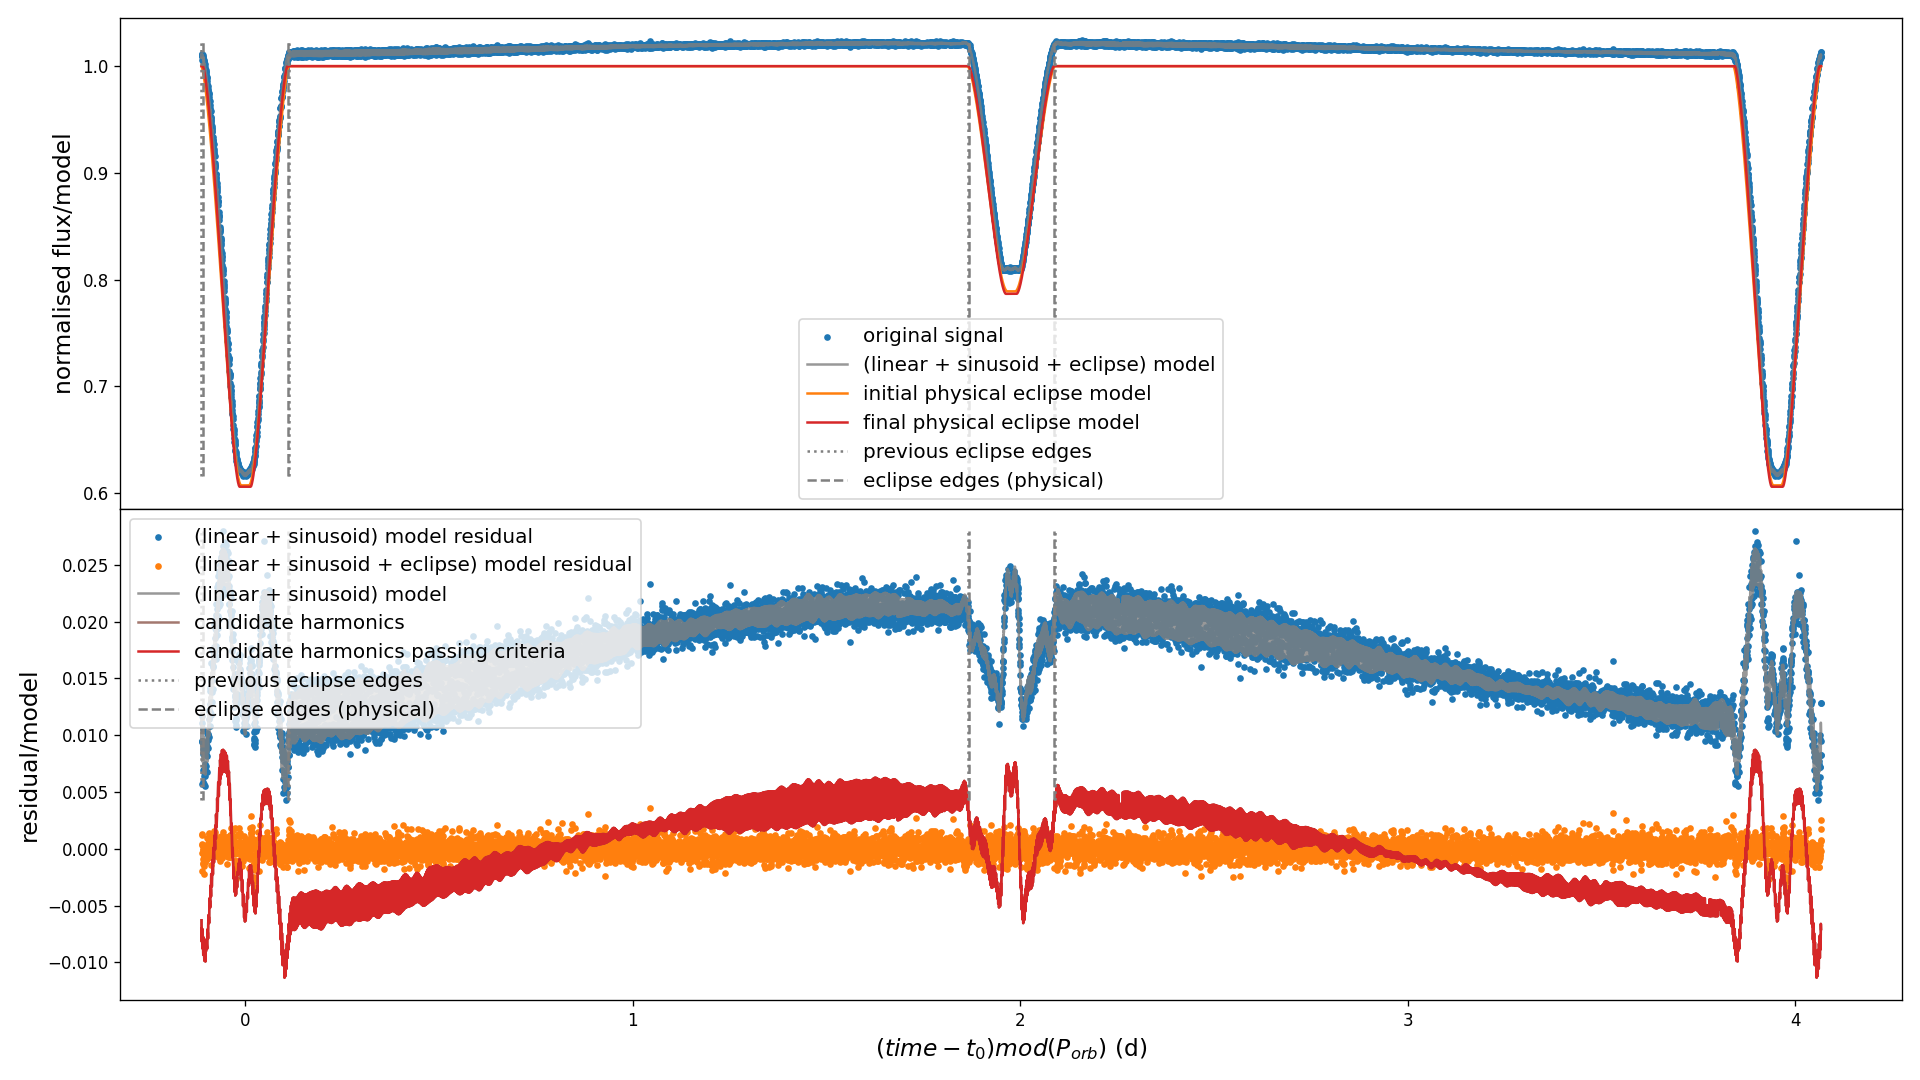 normalised flux/model
1.0
0.9
0.8
0.7
0.6
original signal
(linear + sinusoid + eclipse) model
initial physical eclipse model
final physical eclipse model
previous eclipse edges
eclipse edges (physical)
residual/model
0.025
0.020
0.015
0.010
0.005
0.000
−0.005
−0.010
(linear + sinusoid) model residual
(linear + sinusoid + eclipse) model residual
(linear + sinusoid) model
candidate harmonics
candidate harmonics passing criteria
previous eclipse edges
eclipse edges (physical)
0 1 2 3 4
(time − t₀)mod(P_orb) (d)